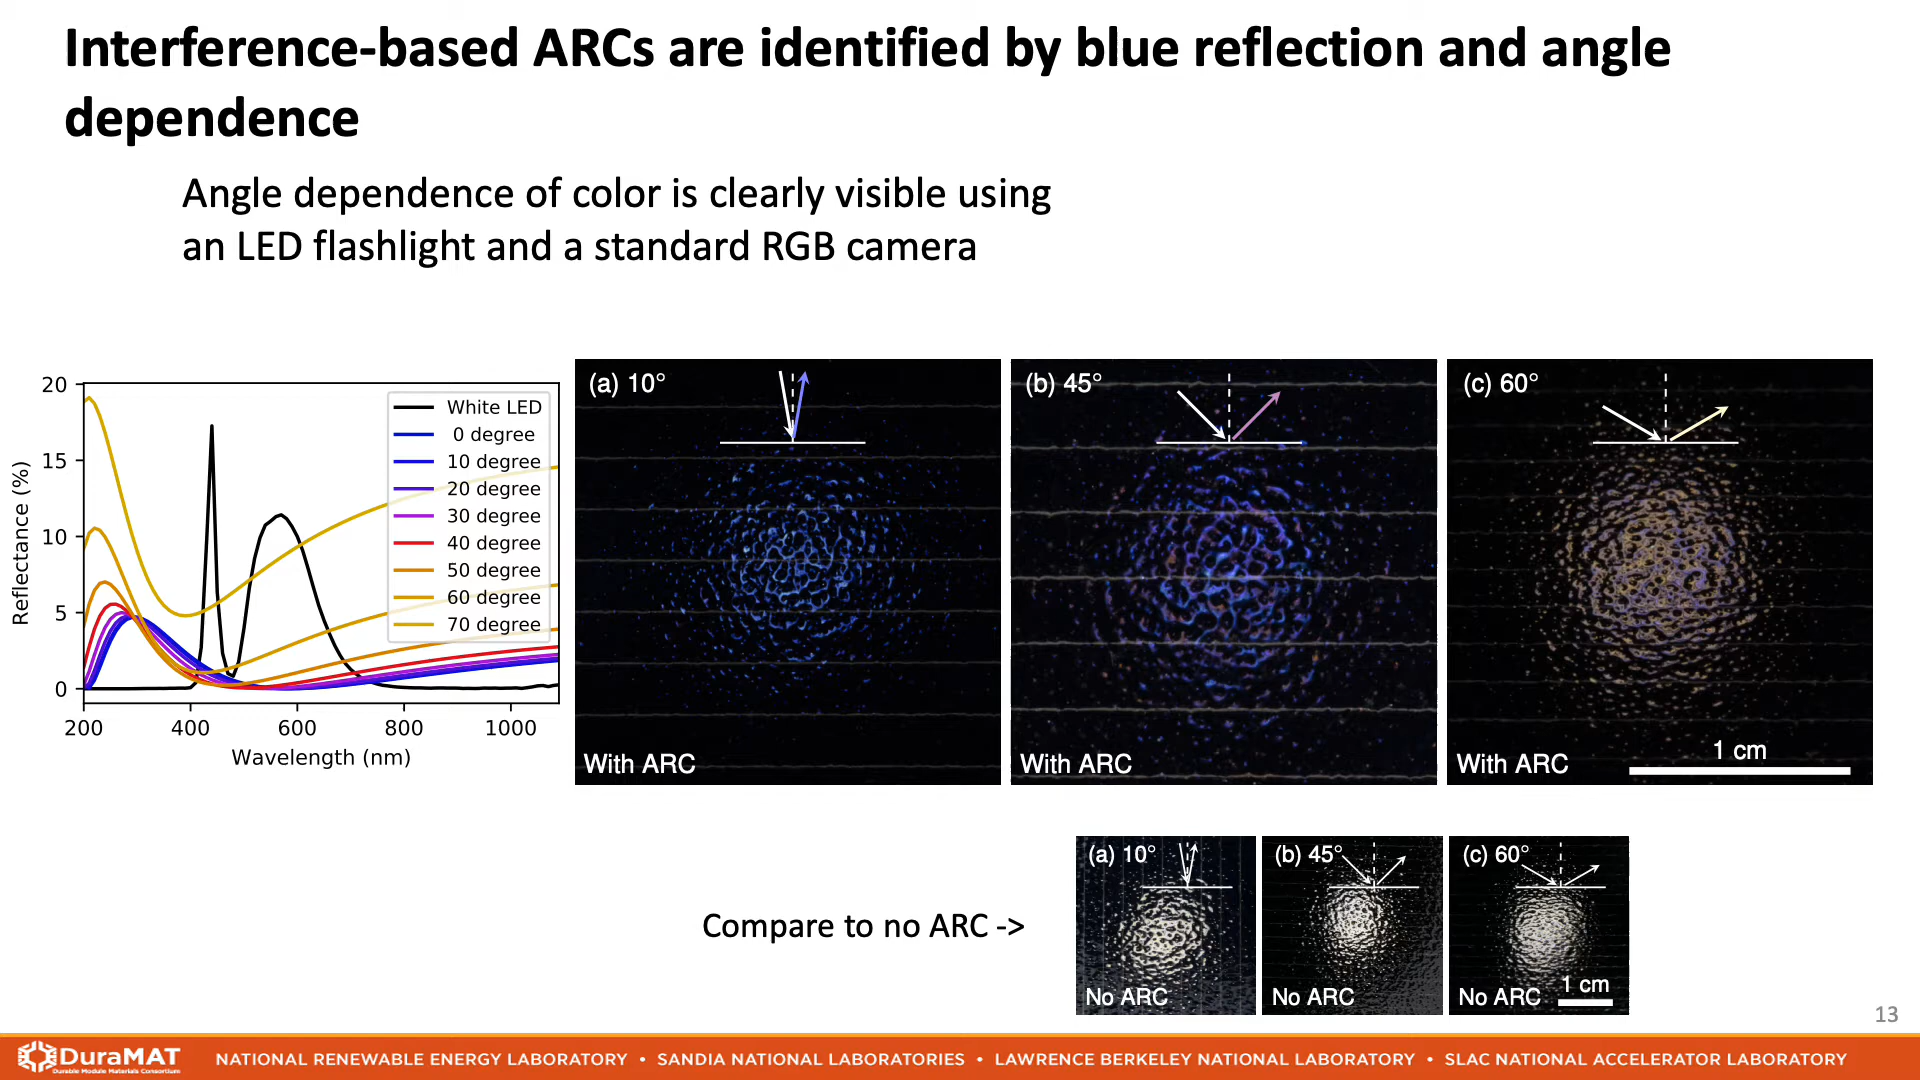 Interference-based ARCs are identified by blue reflection and angle
dependence
Angle dependence of color is clearly visible using
an LED flashlight and a standard RGB camera
20
15
10
5
0
Reflectance (%)
200 400 600 800 1000
Wavelength (nm)
White LED
0 degree
10 degree
20 degree
30 degree
40 degree
50 degree
60 degree
70 degree
(a) 10°
With ARC
(b) 45°
With ARC
(c) 60°
With ARC
1 cm
Compare to no ARC ->
(a) 10°
No ARC
(b) 45°
No ARC
(c) 60°
No ARC
1 cm
13
DuraMAT
Durable Module Materials Consortium
NATIONAL RENEWABLE ENERGY LABORATORY • SANDIA NATIONAL LABORATORIES • LAWRENCE BERKELEY NATIONAL LABORATORY • SLAC NATIONAL ACCELERATOR LABORATORY